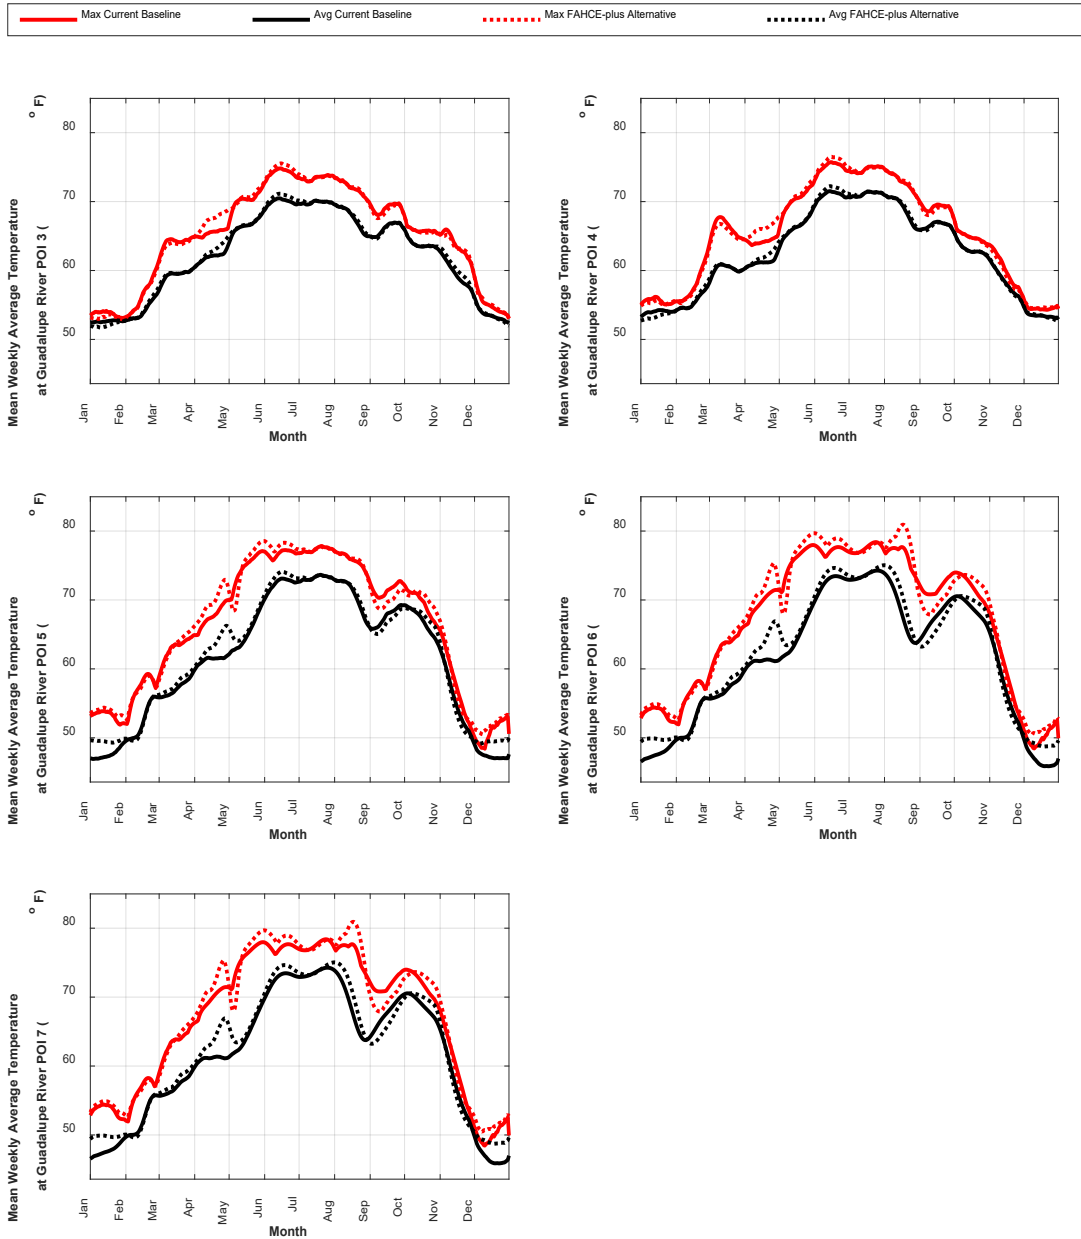 Max Current Baseline Avg Current Baseline Max FAHCE-plus Alternative Avg FAHCE-plus Alternative
Mean Weekly Average Temperature
at Guadalupe River POI 3 ( o F)
80
70
60
50
Jan Feb Mar Apr May Jun Jul Aug Sep Oct Nov Dec
Month
Mean Weekly Average Temperature
at Guadalupe River POI 4 ( o F)
80
70
60
50
Jan Feb Mar Apr May Jun Jul Aug Sep Oct Nov Dec
Month
Mean Weekly Average Temperature
at Guadalupe River POI 5 ( o F)
80
70
60
50
Jan Feb Mar Apr May Jun Jul Aug Sep Oct Nov Dec
Month
Mean Weekly Average Temperature
at Guadalupe River POI 6 ( o F)
80
70
60
50
Jan Feb Mar Apr May Jun Jul Aug Sep Oct Nov Dec
Month
Mean Weekly Average Temperature
at Guadalupe River POI 7 ( o F)
80
70
60
50
Jan Feb Mar Apr May Jun Jul Aug Sep Oct Nov Dec
Month